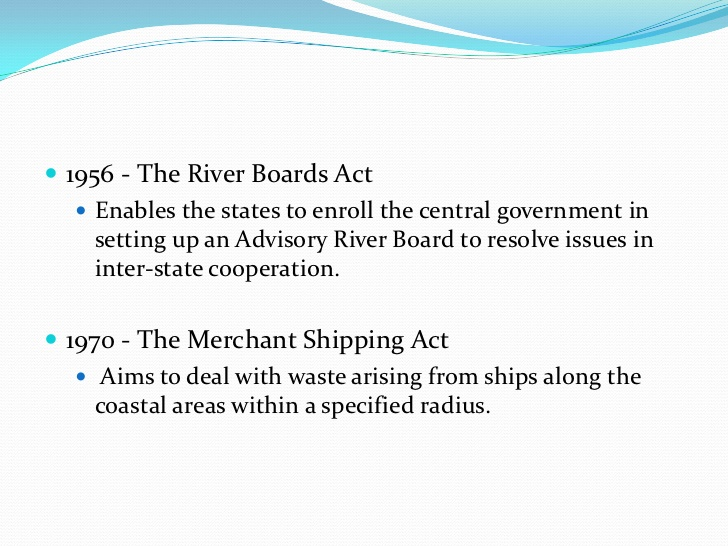 • 1956 - The River Boards Act
• Enables the states to enroll the central government in
setting up an Advisory River Board to resolve issues in
inter-state cooperation.
• 1970 - The Merchant Shipping Act
• Aims to deal with waste arising from ships along the
coastal areas within a specified radius.